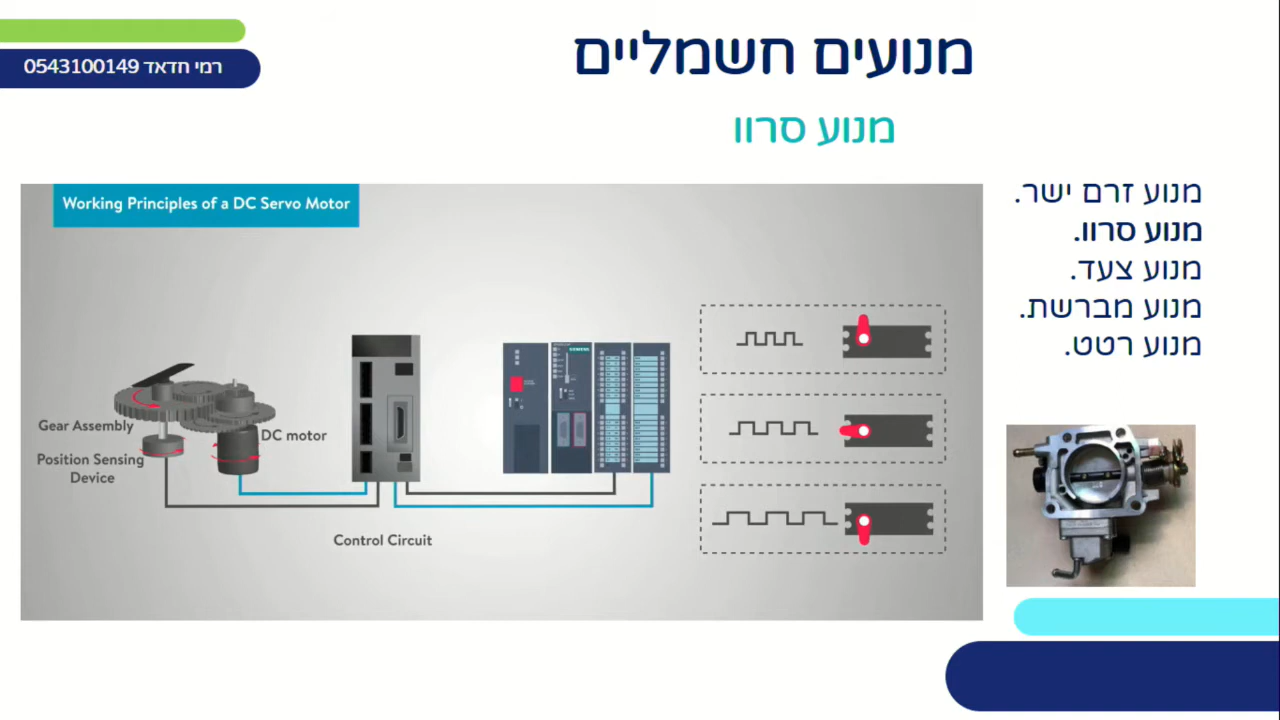 רמי חדאד 0543100149
מנועים חשמליים
מנוע סרוו
מנוע זרם ישר.
מנוע סרוו.
מנוע צעד.
מנוע מברשת.
מנוע רטט.
Working Principles of a DC Servo Motor
Gear Assembly
DC motor
Position Sensing
Device
Control Circuit
SIEMENS